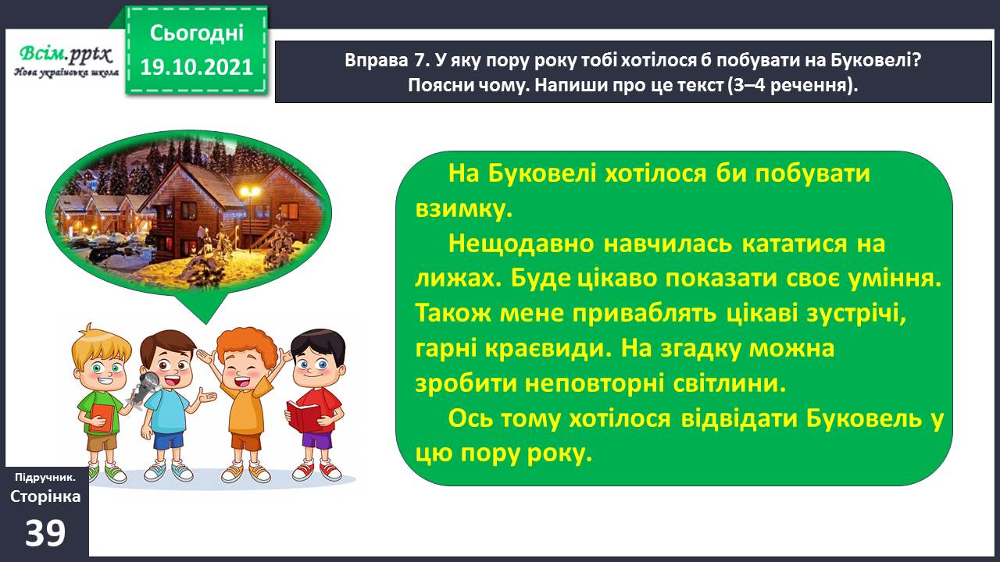 Всім.pptx
Нова українська школа
Сьогодні
19.10.2021
Вправа 7. У яку пору року тобі хотілося б побувати на Буковелі?
Поясни чому. Напиши про це текст (3–4 речення).
На Буковелі хотілося би побувати
взимку.
Нещодавно навчилась кататися на
лижах. Буде цікаво показати своє уміння.
Також мене приваблять цікаві зустрічі,
гарні краєвиди. На згадку можна
зробити неповторні світлини.
Ось тому хотілося відвідати Буковель у
цю пору року.
Підручник.
Сторінка
39